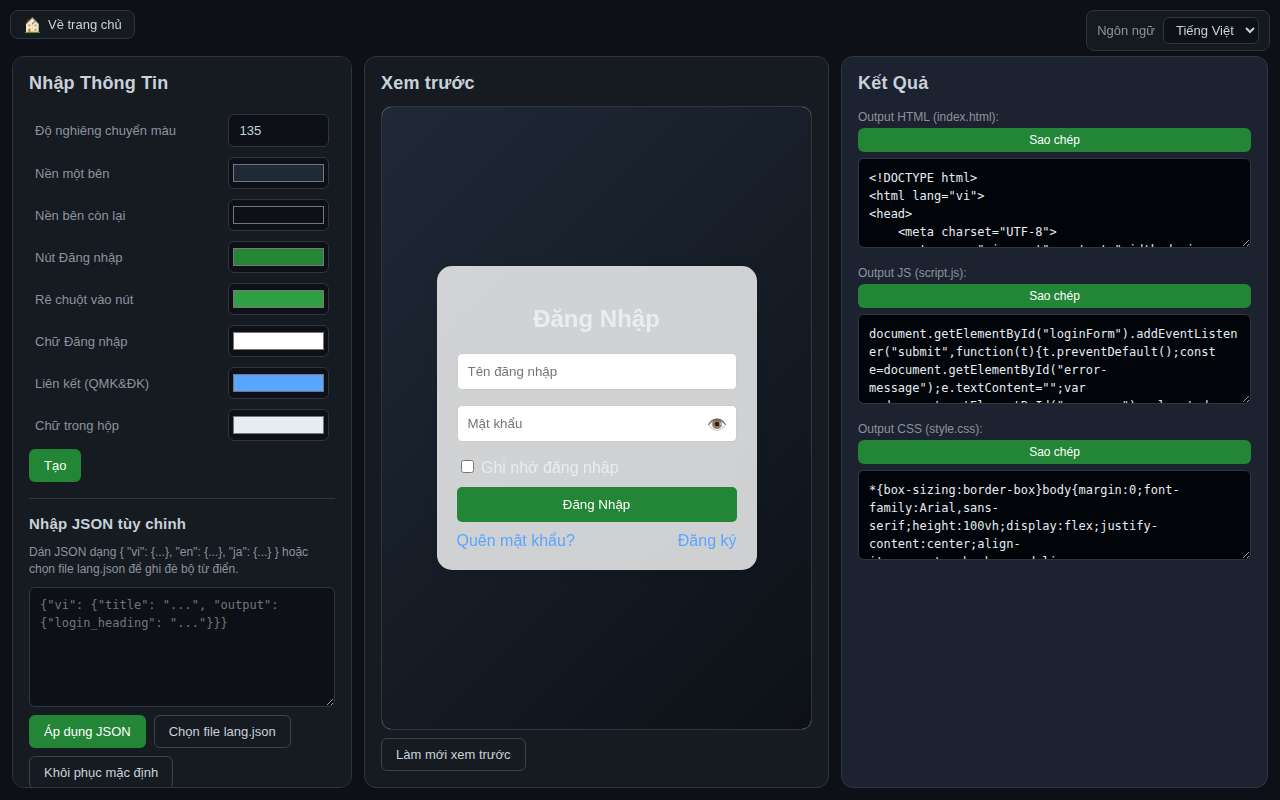 Về trang chủ
Ngôn ngữ
Tiếng Việt
Nhập Thông Tin
Độ nghiêng chuyển màu
135
Nền một bên
Nền bên còn lại
Nút Đăng nhập
Rê chuột vào nút
Chữ Đăng nhập
Liên kết (QMK&ĐK)
Chữ trong hộp
Tạo
Nhập JSON tùy chỉnh
Dán JSON dạng { "vi": {...}, "en": {...}, "ja": {...} } hoặc
chọn file lang.json để ghi đè bộ từ điển.
{"vi": {"title": "...", "output":
{"login_heading": "..."}}}
Áp dụng JSON
Chọn file lang.json
Khôi phục mặc định
Xem trước
Đăng Nhập
Tên đăng nhập
Mật khẩu
Ghi nhớ đăng nhập
Đăng Nhập
Quên mật khẩu?
Đăng ký
Làm mới xem trước
Kết Quả
Output HTML (index.html):
Sao chép
<!DOCTYPE html>
<html lang="vi">
<head>
<meta charset="UTF-8">
Output JS (script.js):
Sao chép
document.getElementById("loginForm").addEventListen
er("submit",function(t){t.preventDefault();const
e=document.getElementById("error-
message");e.textContent="";var
Output CSS (style.css):
Sao chép
*{box-sizing:border-box}body{margin:0;font-
family:Arial,sans-
serif;height:100vh;display:flex;justify-
content:center;align-